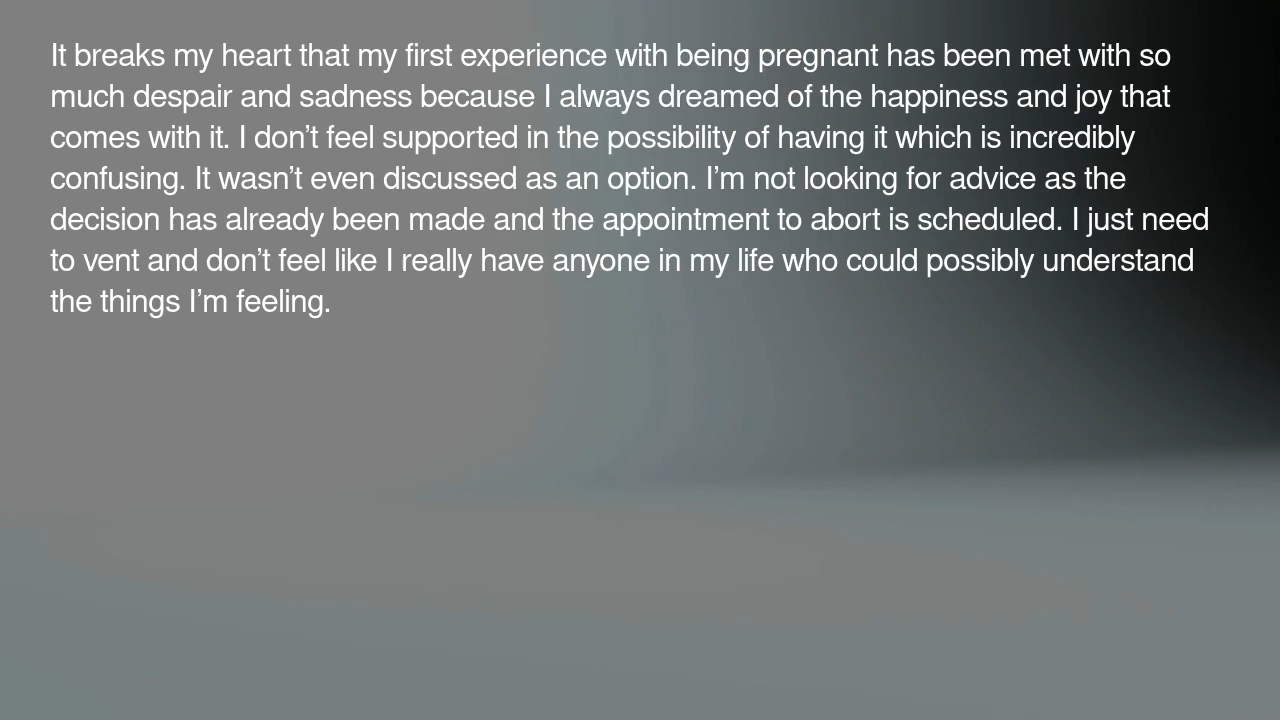 It breaks my heart that my first experience with being pregnant has been met with so
much despair and sadness because I always dreamed of the happiness and joy that
comes with it. I don’t feel supported in the possibility of having it which is incredibly
confusing. It wasn’t even discussed as an option. I’m not looking for advice as the
decision has already been made and the appointment to abort is scheduled. I just need
to vent and don’t feel like I really have anyone in my life who could possibly understand
the things I’m feeling.